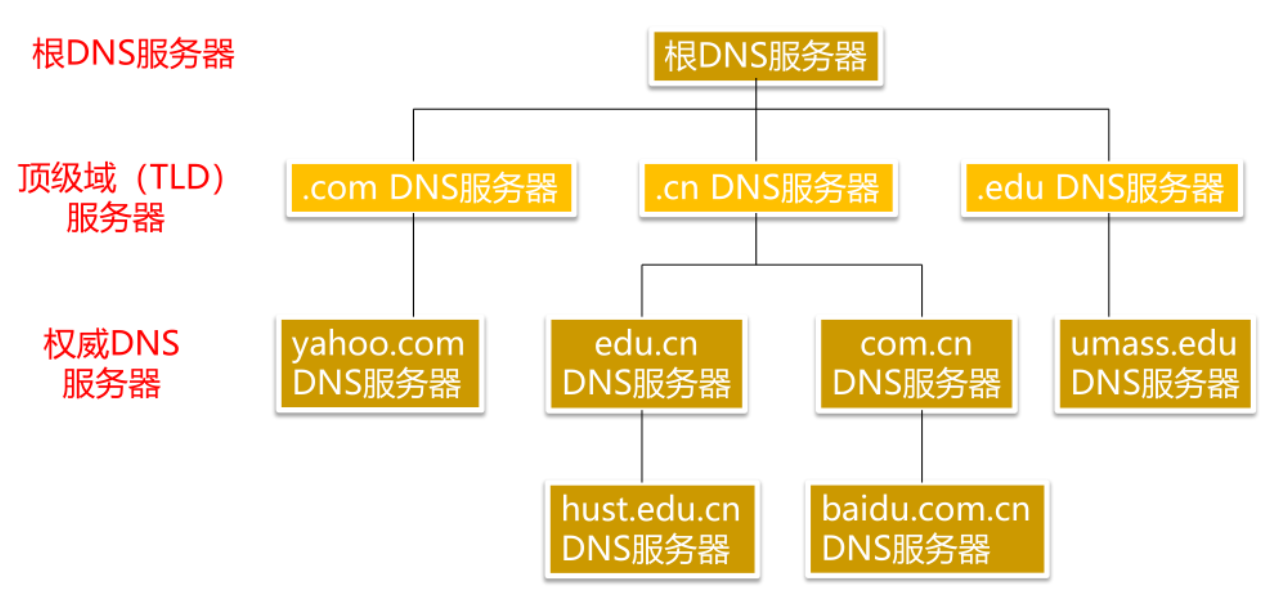 根DNS服务器
根DNS服务器
顶级域（TLD）
服务器
.com DNS服务器
.cn DNS服务器
.edu DNS服务器
权威DNS
服务器
yahoo.com
DNS服务器
edu.cn
DNS服务器
com.cn
DNS服务器
umass.edu
DNS服务器
hust.edu.cn
DNS服务器
baidu.com.cn
DNS服务器